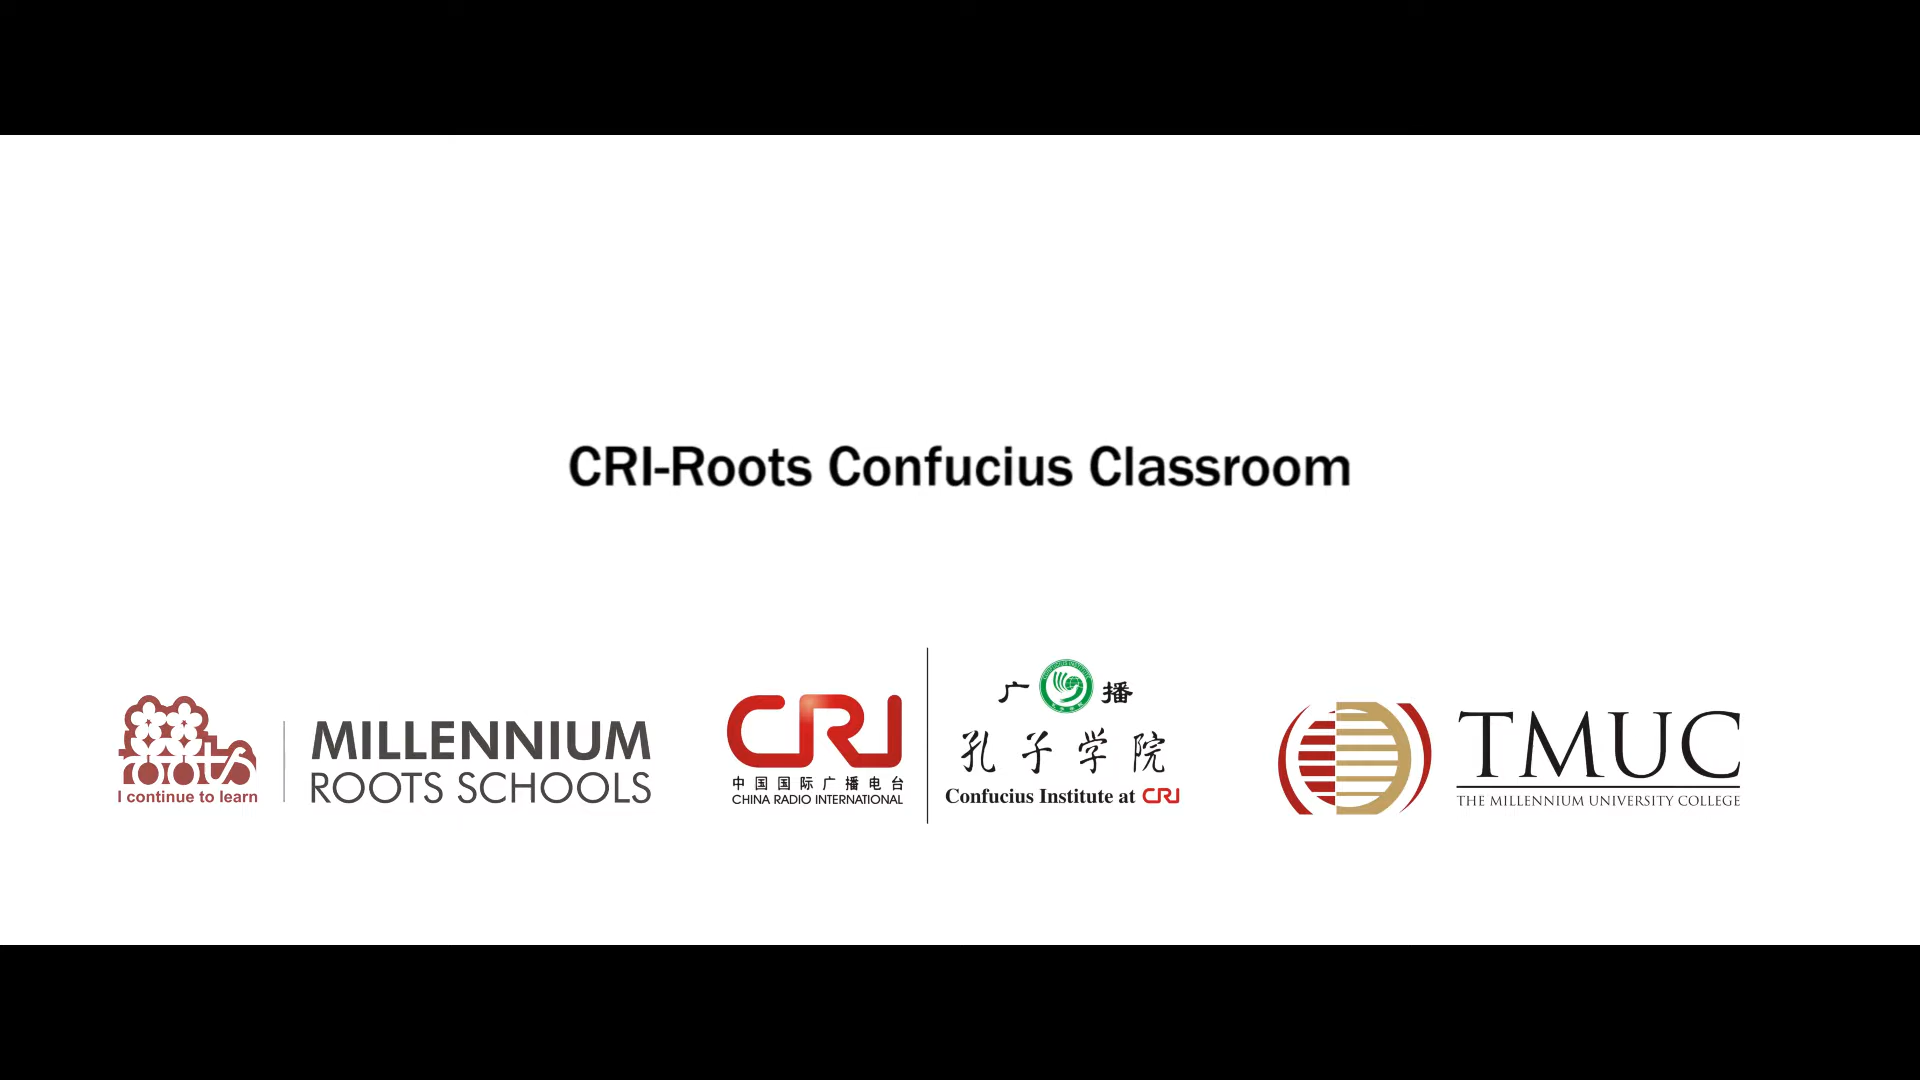 CRI-Roots Confucius Classroom
roots
I continue to learn
MILLENNIUM
ROOTS SCHOOLS
CRI
中国国际广播电台
CHINA RADIO INTERNATIONAL
广播
孔子学院
Confucius Institute at CRI
TMUC
THE MILLENNIUM UNIVERSITY COLLEGE